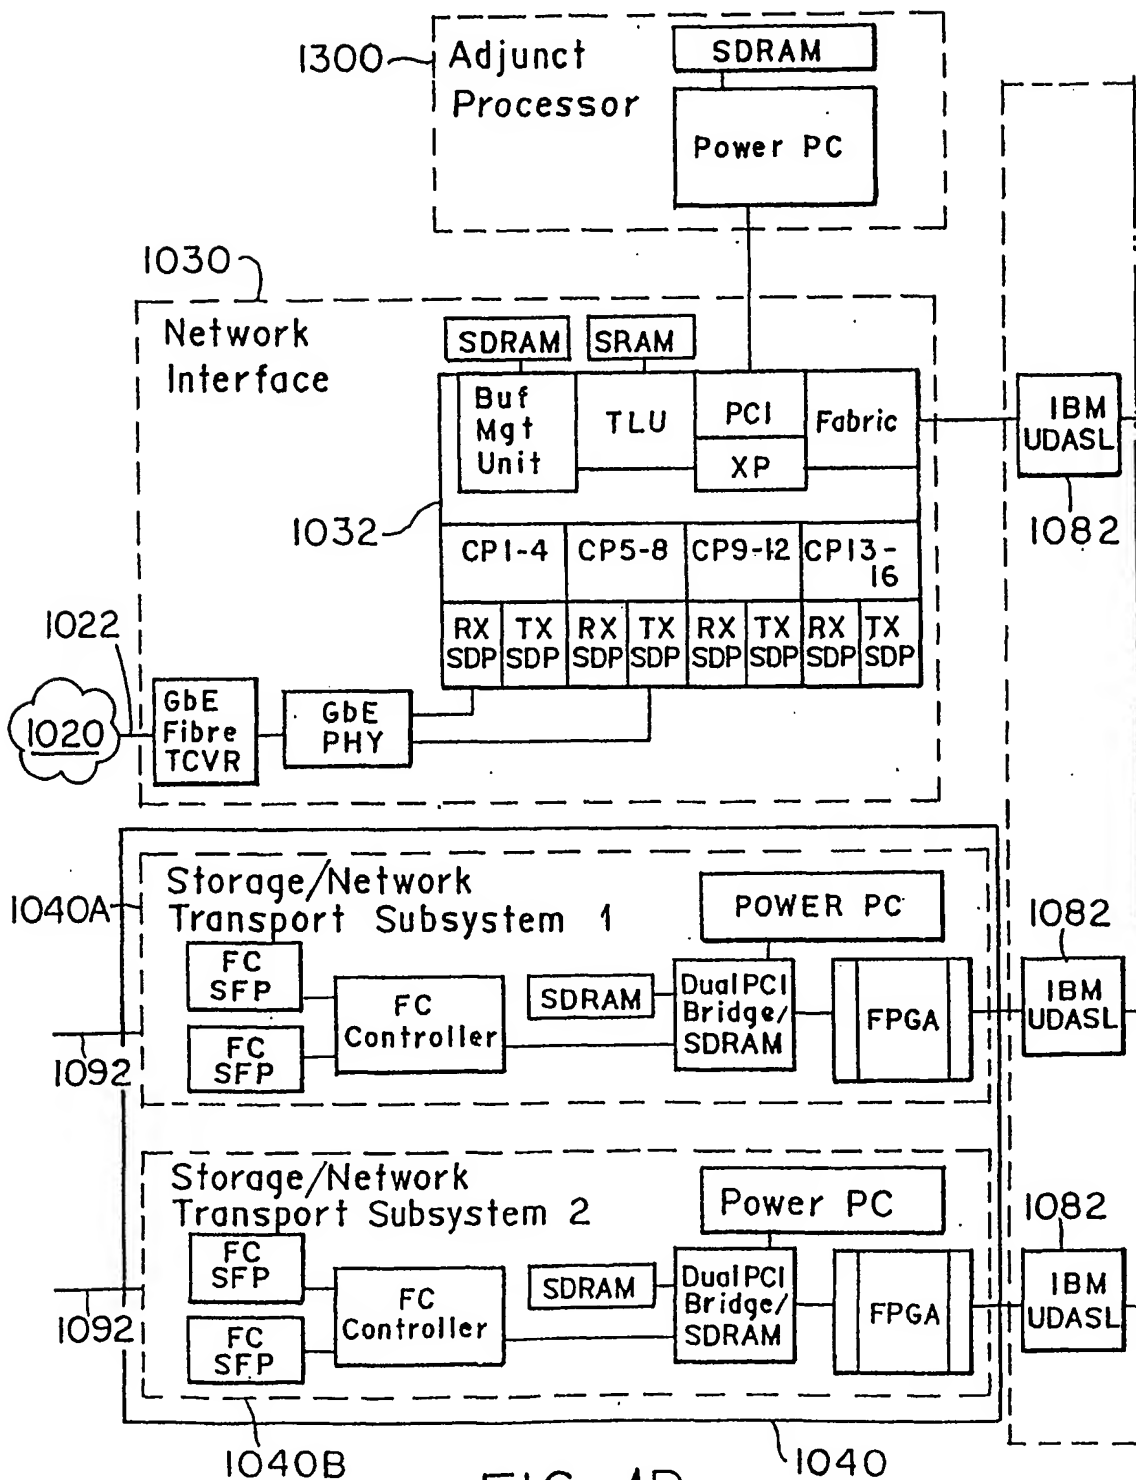 1300
Adjunct
Processor
SDRAM
Power PC
1030
Network
Interface
SDRAM
SRAM
Buf
Mgt
Unit
TLU
PCI
XP
Fabric
IBM
UDASL
1082
1032
CP1-4
CP5-8
CP9-12
CP13-
16
RX
SDP
TX
SDP
RX
SDP
TX
SDP
RX
SDP
TX
SDP
RX
SDP
TX
SDP
1022
1020
GbE
Fibre
TCVR
GbE
PHY
1040A
Storage/Network
Transport Subsystem 1
POWER PC
FC
SFP
FC
SFP
FC
Controller
SDRAM
Dual PCI
Bridge/
SDRAM
FPGA
1082
IBM
UDASL
1092
Storage/Network
Transport Subsystem 2
Power PC
FC
SFP
FC
SFP
FC
Controller
SDRAM
Dual PCI
Bridge/
SDRAM
FPGA
1082
IBM
UDASL
1092
1040B
1040